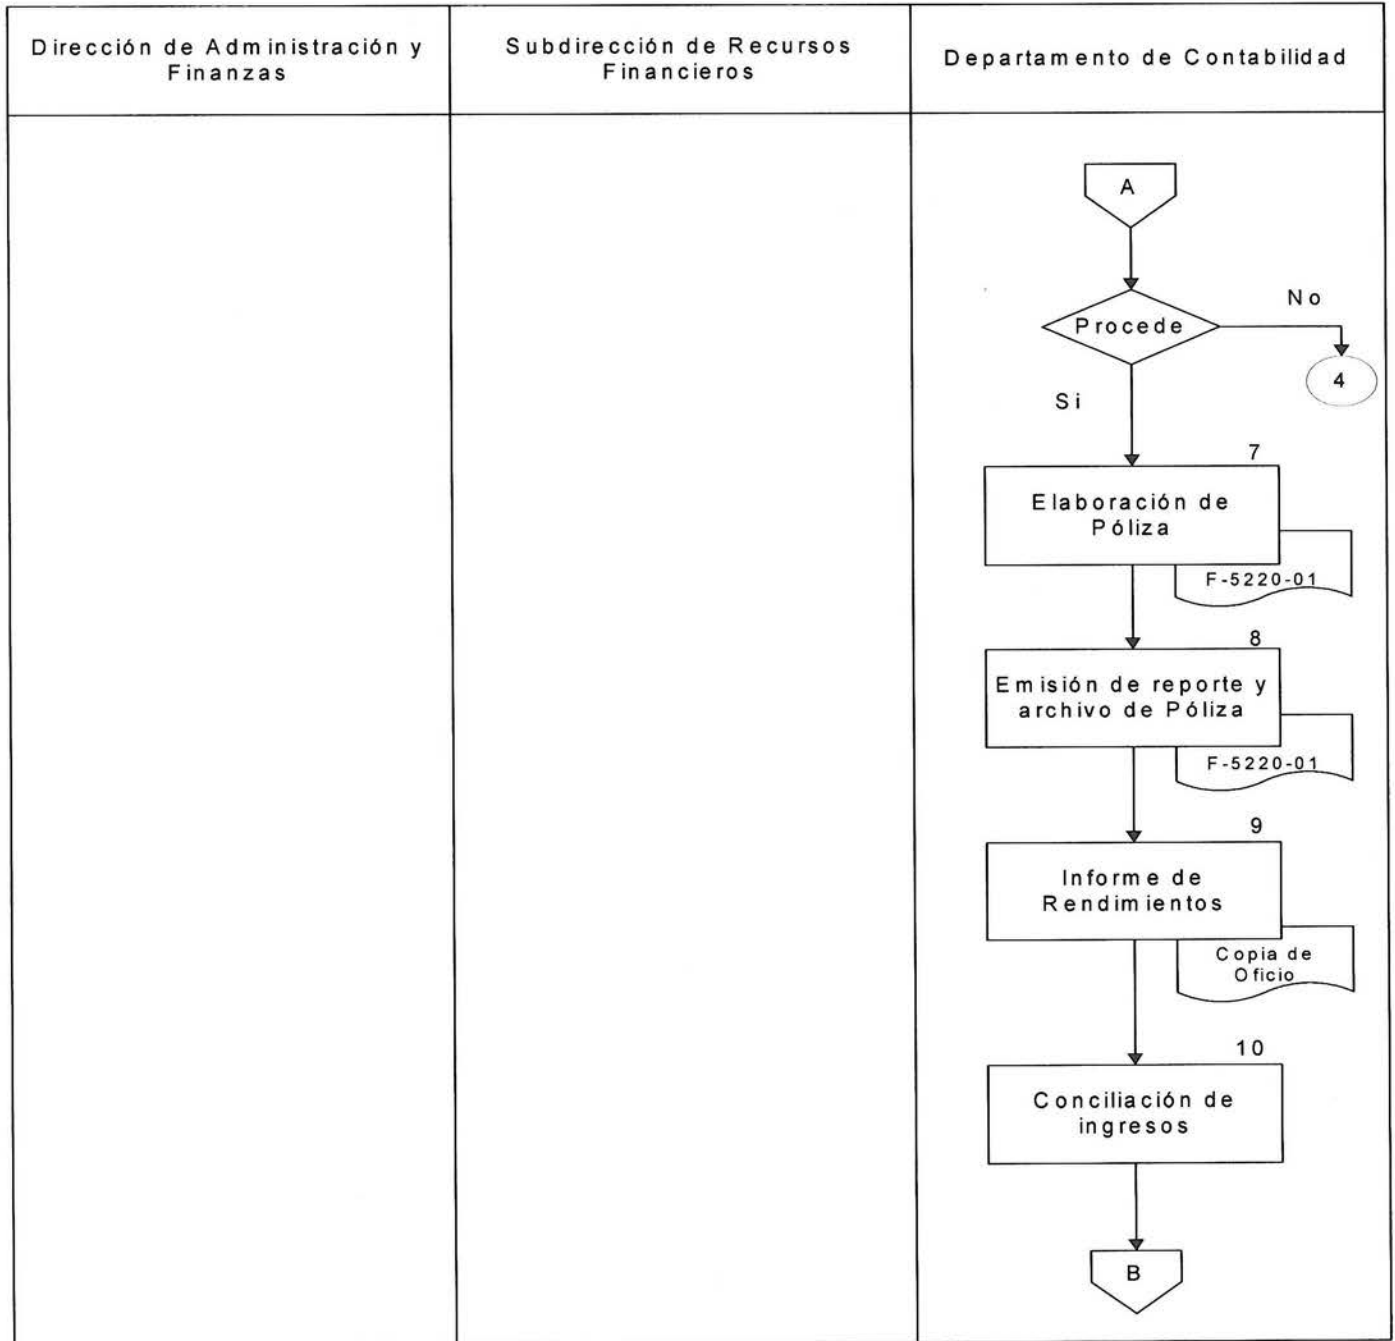 Dirección de Administración y
Finanzas
Subdirección de Recursos
Financieros
Departamento de Contabilidad
A
Procede
No
4
Si
7
Elaboración de
Póliza
F-5220-01
8
Emisión de reporte y
archivo de Póliza
F-5220-01
9
Informe de
Rendimientos
Copia de
Oficio
10
Conciliación de
ingresos
B